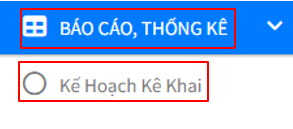 BÁO CÁO, THỐNG KÊ
Kế Hoạch Kê Khai